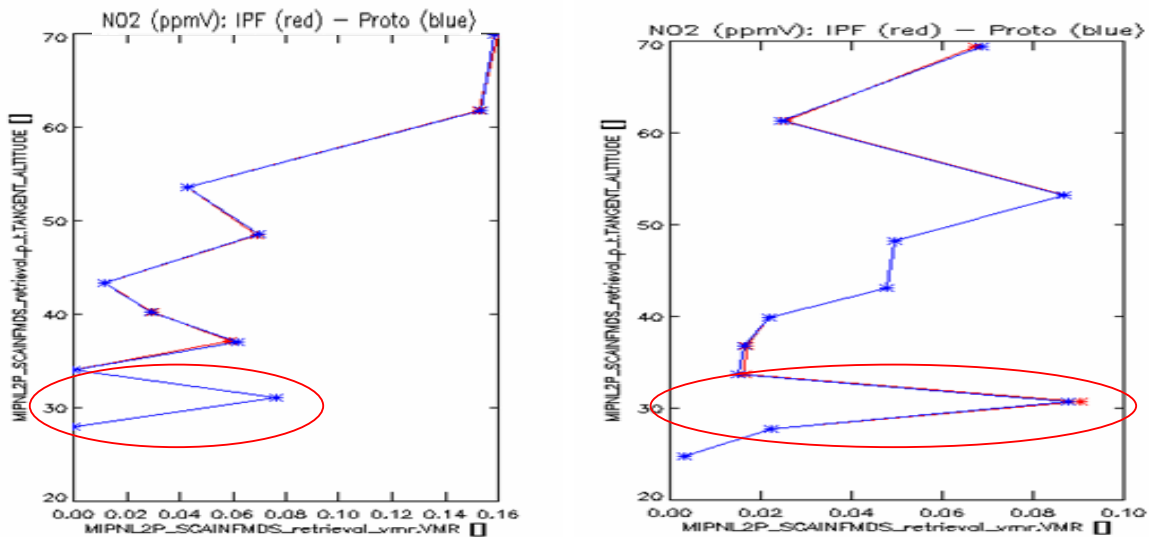 NO2 (ppmV): IPF (red) – Proto (blue)
MIPNL2P_SCAINFMDS_retrieval_p_t.TANGENT_ALTITUDE []
70
60
50
40
30
20
0.00 0.02 0.04 0.06 0.08 0.10 0.12 0.14 0.16
MIPNL2P_SCAINFMDS_retrieval_vmr.VMR []
NO2 (ppmV): IPF (red) – Proto (blue)
MIPNL2P_SCAINFMDS_retrieval_p_t.TANGENT_ALTITUDE []
70
60
50
40
30
20
0.00 0.02 0.04 0.06 0.08 0.10
MIPNL2P_SCAINFMDS_retrieval_vmr.VMR []